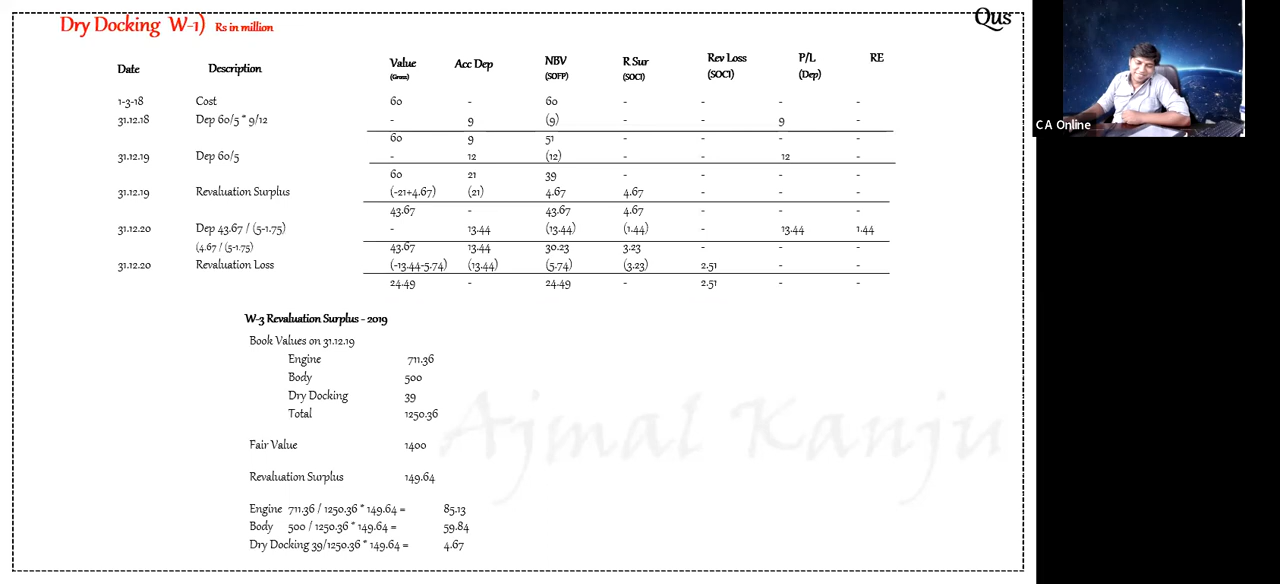 Dry Docking W-1) Rs in million
Qus
Date Description Value Acc Dep NBV R Sur Rev Loss P/L RE
(Gross) (SOFP) (SOCI) (SOCI) (Dep)
1-3-18 Cost 60 - 60 - - - -
31.12.18 Dep 60/5 * 9/12 - 9 (9) - - 9 -
60 9 51 - - - -
31.12.19 Dep 60/5 - 12 (12) - - 12 -
60 21 39 - - - -
31.12.19 Revaluation Surplus (-21+4.67) (21) 4.67 4.67 - - -
43.67 - 43.67 4.67 - - -
31.12.20 Dep 43.67 / (5-1.75) - 13.44 (13.44) (1.44) - 13.44 1.44
(4.67 / (5-1.75) 43.67 13.44 30.23 3.23 - - -
31.12.20 Revaluation Loss (-13.44-5.74) (13.44) (5.74) (3.23) 2.51 - -
24.49 - 24.49 - 2.51 - -
W-3 Revaluation Surplus - 2019
Book Values on 31.12.19
Engine 711.36
Body 500
Dry Docking 39
Total 1250.36
Fair Value 1400
Revaluation Surplus 149.64
Engine 711.36 / 1250.36 * 149.64 = 85.13
Body 500 / 1250.36 * 149.64 = 59.84
Dry Docking 39/1250.36 * 149.64 = 4.67
Ajmal Kanju
C A Online